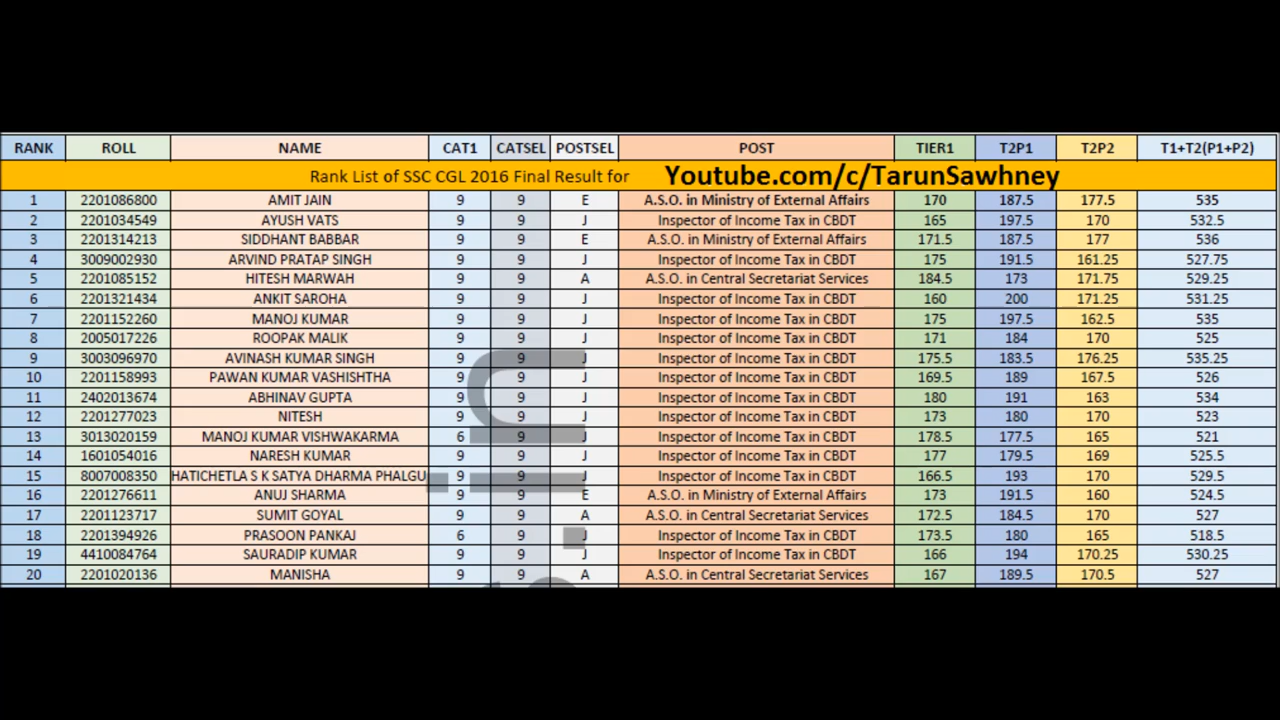 RANK ROLL NAME CAT1 CATSEL POSTSEL POST TIER1 T2P1 T2P2 T1+T2(P1+P2)
Rank List of SSC CGL 2016 Final Result for Youtube.com/c/TarunSawhney
1 2201086800 AMIT JAIN 9 9 E A.S.O. in Ministry of External Affairs 170 187.5 177.5 535
2 2201034549 AYUSH VATS 9 9 J Inspector of Income Tax in CBDT 165 197.5 170 532.5
3 2201314213 SIDDHANT BABBAR 9 9 E A.S.O. in Ministry of External Affairs 171.5 187.5 177 536
4 3009002930 ARVIND PRATAP SINGH 9 9 J Inspector of Income Tax in CBDT 175 191.5 161.25 527.75
5 2201085152 HITESH MARWAH 9 9 A A.S.O. in Central Secretariat Services 184.5 173 171.75 529.25
6 2201321434 ANKIT SAROHA 9 9 J Inspector of Income Tax in CBDT 160 200 171.25 531.25
7 2201152260 MANOJ KUMAR 9 9 J Inspector of Income Tax in CBDT 175 197.5 162.5 535
8 2005017226 ROOPAK MALIK 9 9 J Inspector of Income Tax in CBDT 171 184 170 525
9 3003096970 AVINASH KUMAR SINGH 9 9 J Inspector of Income Tax in CBDT 175.5 183.5 176.25 535.25
10 2201158993 PAWAN KUMAR VASHISHTHA 9 9 J Inspector of Income Tax in CBDT 169.5 189 167.5 526
11 2402013674 ABHINAV GUPTA 9 9 J Inspector of Income Tax in CBDT 180 191 163 534
12 2201277023 NITESH 9 9 J Inspector of Income Tax in CBDT 173 180 170 523
13 3013020159 MANOJ KUMAR VISHWAKARMA 6 9 J Inspector of Income Tax in CBDT 178.5 177.5 165 521
14 1601054016 NARESH KUMAR 9 9 J Inspector of Income Tax in CBDT 177 179.5 169 525.5
15 8007008350 HATICHETLA S K SATYA DHARMA PHALGU 9 9 J Inspector of Income Tax in CBDT 166.5 193 170 529.5
16 2201276611 ANUJ SHARMA 9 9 E A.S.O. in Ministry of External Affairs 173 191.5 160 524.5
17 2201123717 SUMIT GOYAL 9 9 A A.S.O. in Central Secretariat Services 172.5 184.5 170 527
18 2201394926 PRASOON PANKAJ 6 9 J Inspector of Income Tax in CBDT 173.5 180 165 518.5
19 4410084764 SAURADIP KUMAR 9 9 J Inspector of Income Tax in CBDT 166 194 170.25 530.25
20 2201020136 MANISHA 9 9 A A.S.O. in Central Secretariat Services 167 189.5 170.5 527